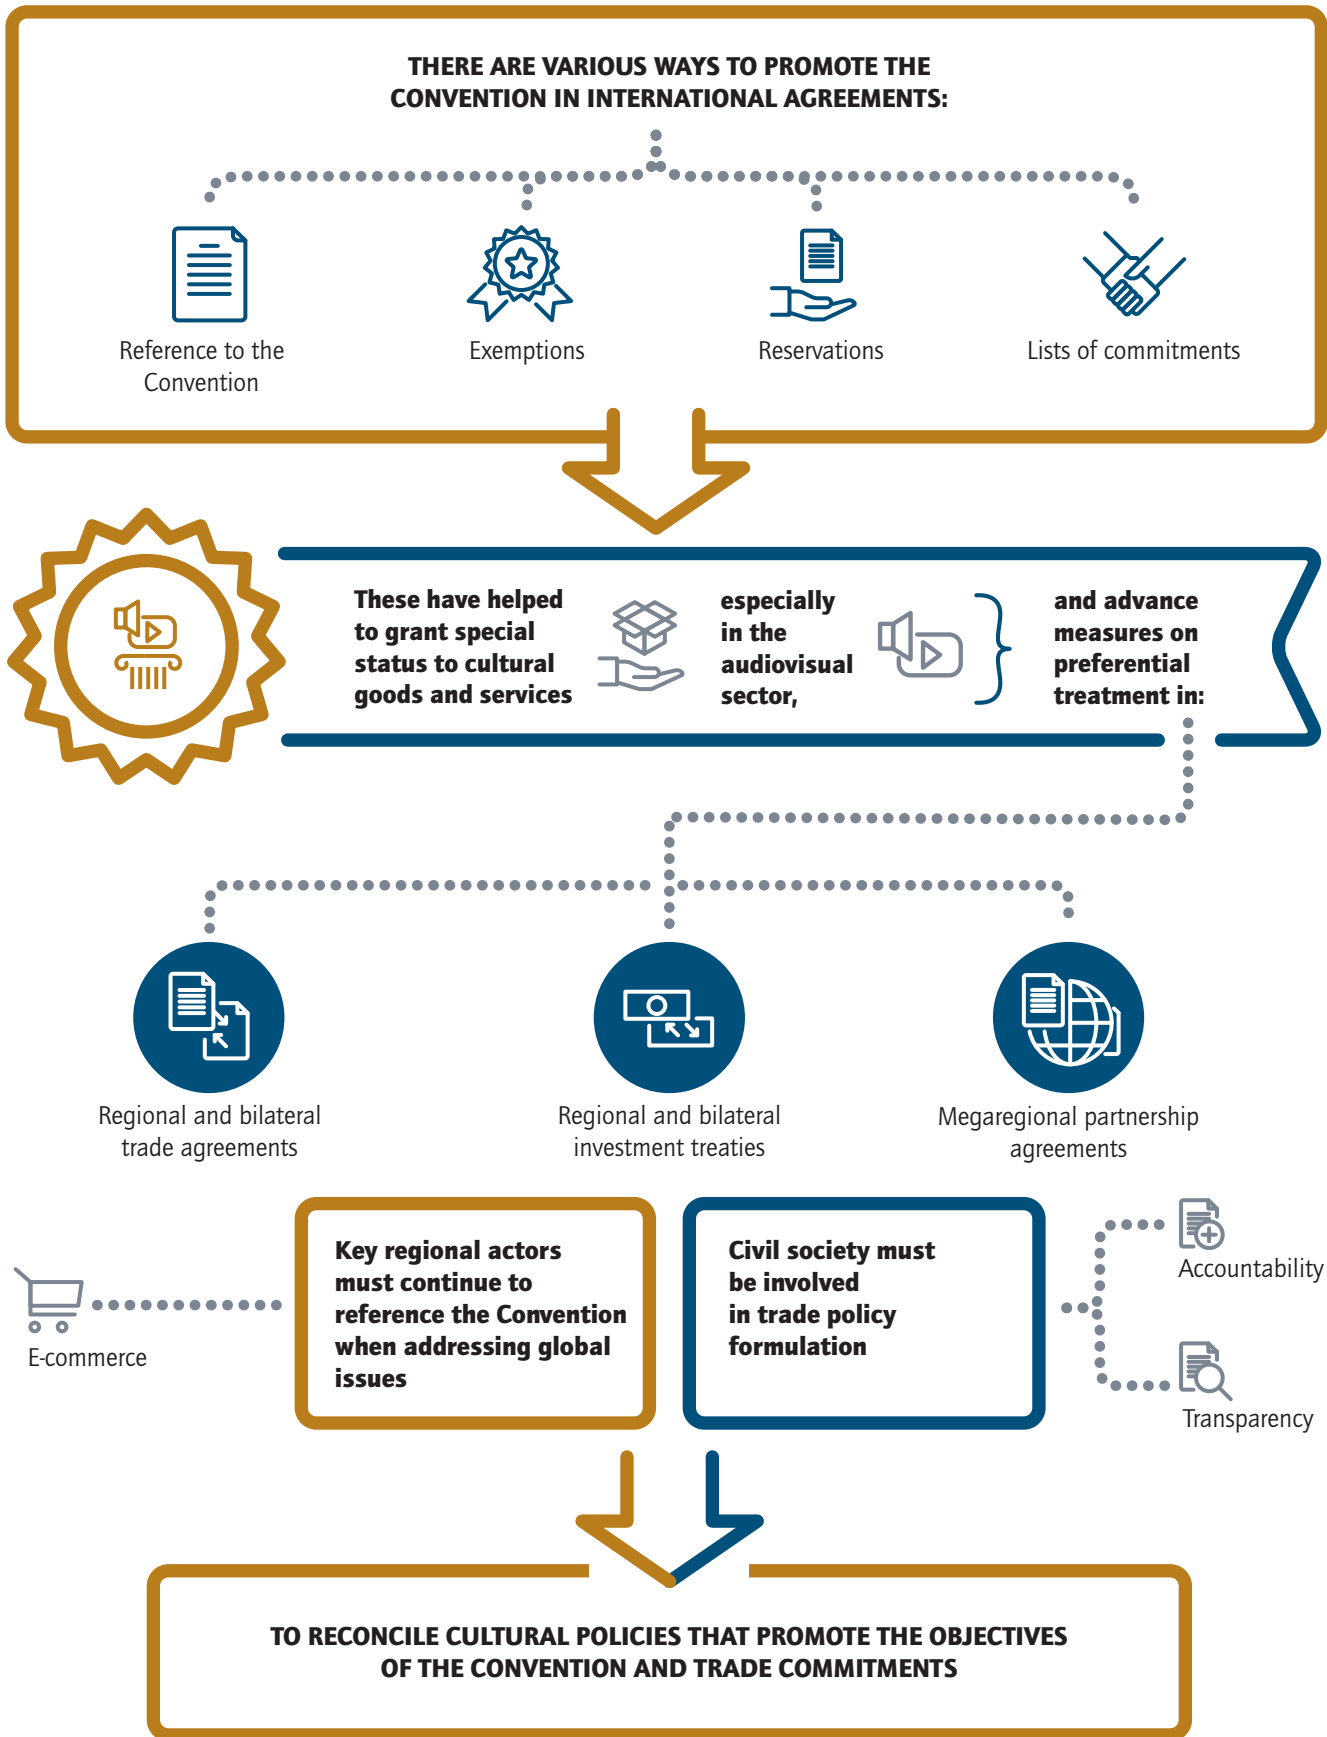 THERE ARE VARIOUS WAYS TO PROMOTE THE
CONVENTION IN INTERNATIONAL AGREEMENTS:
Reference to the
Convention
Exemptions
Reservations
Lists of commitments
These have helped
to grant special
status to cultural
goods and services
especially
in the
audiovisual
sector,
and advance
measures on
preferential
treatment in:
Regional and bilateral
trade agreements
Regional and bilateral
investment treaties
Megaregional partnership
agreements
E-commerce
Key regional actors
must continue to
reference the Convention
when addressing global
issues
Civil society must
be involved
in trade policy
formulation
Accountability
Transparency
TO RECONCILE CULTURAL POLICIES THAT PROMOTE THE OBJECTIVES
OF THE CONVENTION AND TRADE COMMITMENTS